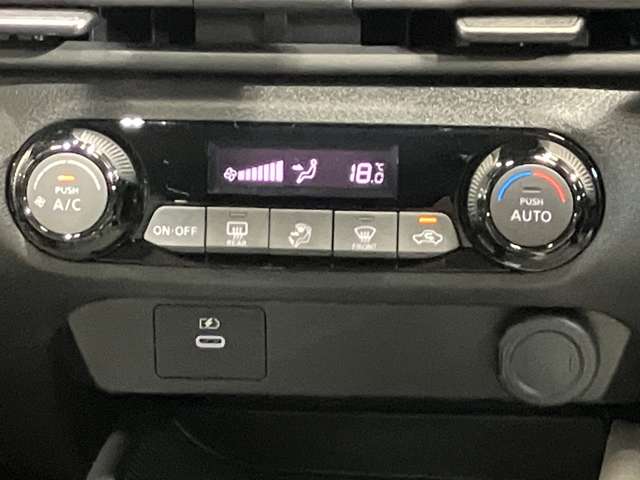 18.0°C
PUSH
A/C
ON·OFF
REAR
FRONT
PUSH
AUTO